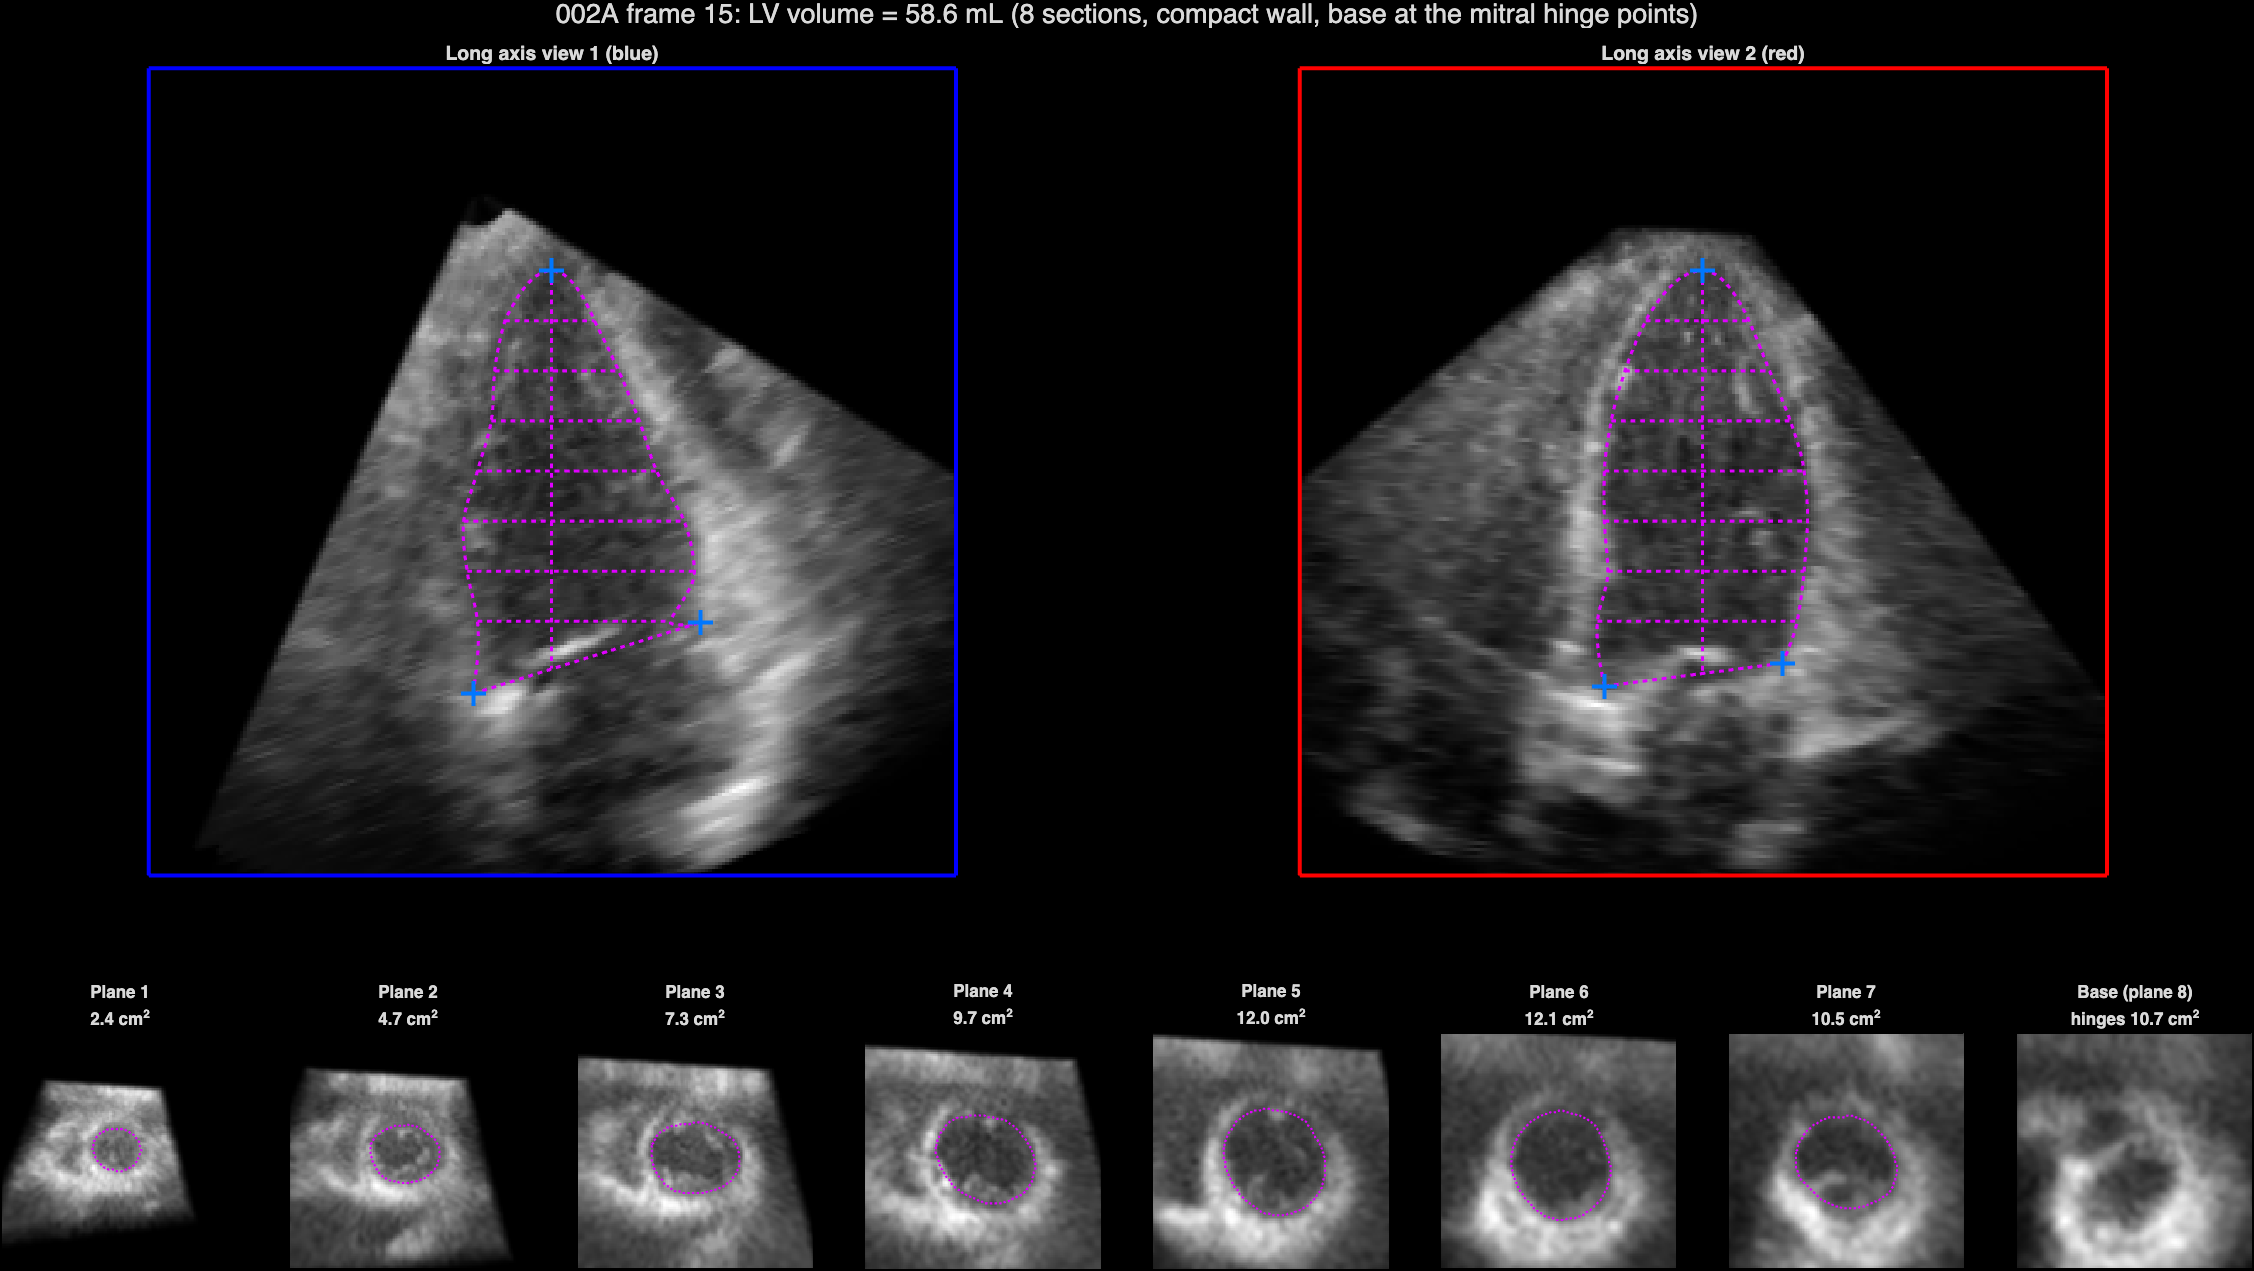 002A frame 15: LV volume = 58.6 mL (8 sections, compact wall, base at the mitral hinge points)
Long axis view 1 (blue)
Long axis view 2 (red)
Plane 1
2.4 cm²
Plane 2
4.7 cm²
Plane 3
7.3 cm²
Plane 4
9.7 cm²
Plane 5
12.0 cm²
Plane 6
12.1 cm²
Plane 7
10.5 cm²
Base (plane 8)
hinges 10.7 cm²